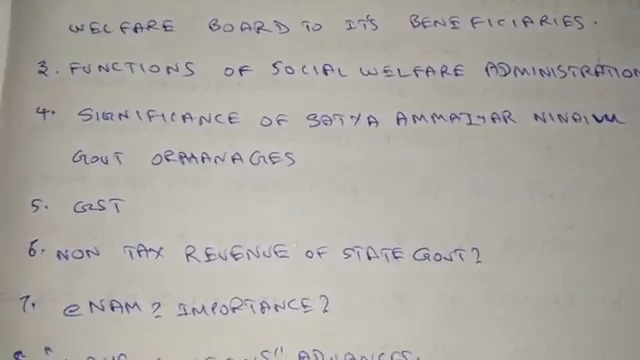 WELFARE BOARD TO IT'S BENEFICIARIES.
3. FUNCTIONS OF SOCIAL WELFARE ADMINISTRATION
4. SIGNIFICANCE OF SATYA AMMAIYAR NINAIVU
GOVT ORPHANAGES
5. GST
6. NON TAX REVENUE OF STATE GOVT?
7. eNAM? IMPORTANCE?
ADVANCES.